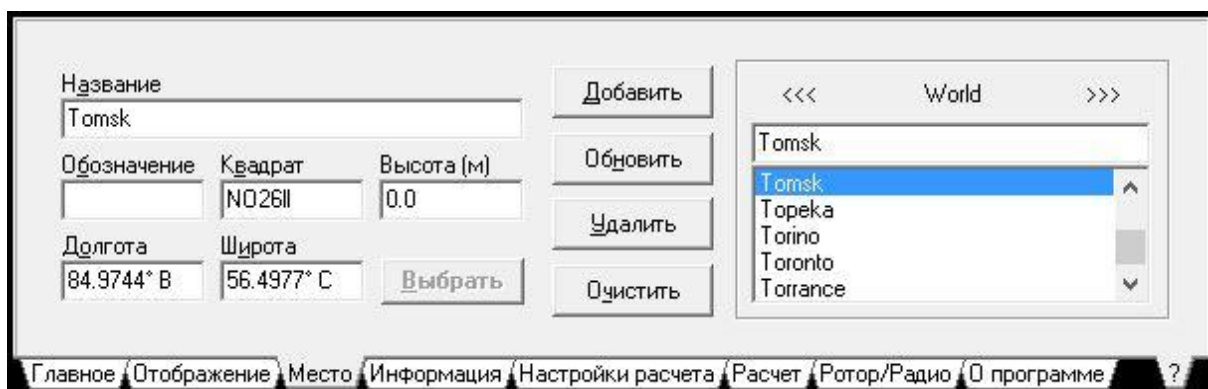 Название
Tomsk
Обозначение Квадрат Высота (м)
NO26II 0.0
Долгота Широта
84.9744° В 56.4977° С Выбрать
Добавить
Обновить
Удалить
Очистить
<<< World >>>
Tomsk
Tomsk
Topeka
Torino
Toronto
Torrance
Главное Отображение Место Информация Настройки расчета Расчет Ротор/Радио О программе ?